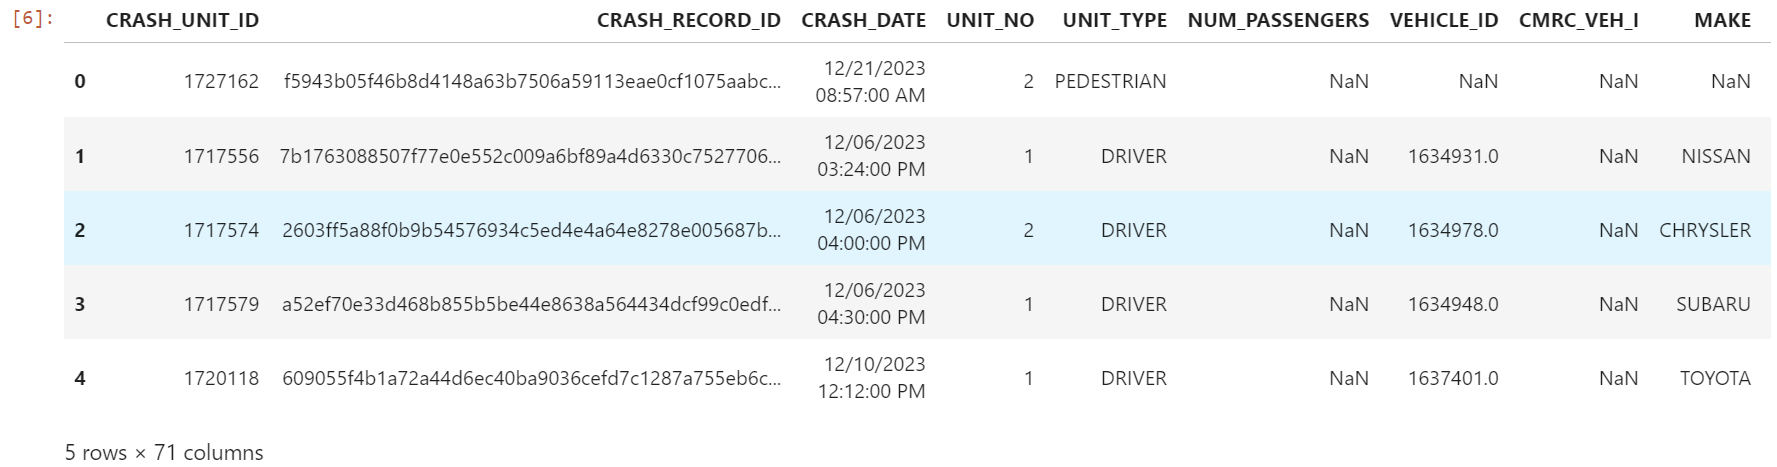 [6]: CRASH_UNIT_ID CRASH_RECORD_ID CRASH_DATE UNIT_NO UNIT_TYPE NUM_PASSENGERS VEHICLE_ID CMRC_VEH_I MAKE
0 1727162 f5943b05f46b8d4148a63b7506a59113eae0cf1075aabc... 12/21/2023 08:57:00 AM 2 PEDESTRIAN NaN NaN NaN NaN
1 1717556 7b1763088507f77e0e552c009a6bf89a4d6330c7527706... 12/06/2023 03:24:00 PM 1 DRIVER NaN 1634931.0 NaN NISSAN
2 1717574 2603ff5a88f0b9b54576934c5ed4e4a64e8278e005687b... 12/06/2023 04:00:00 PM 2 DRIVER NaN 1634978.0 NaN CHRYSLER
3 1717579 a52ef70e33d468b855b5be44e8638a564434dcf99c0edf... 12/06/2023 04:30:00 PM 1 DRIVER NaN 1634948.0 NaN SUBARU
4 1720118 609055f4b1a72a44d6ec40ba9036cefd7c1287a755eb6c... 12/10/2023 12:12:00 PM 1 DRIVER NaN 1637401.0 NaN TOYOTA
5 rows × 71 columns